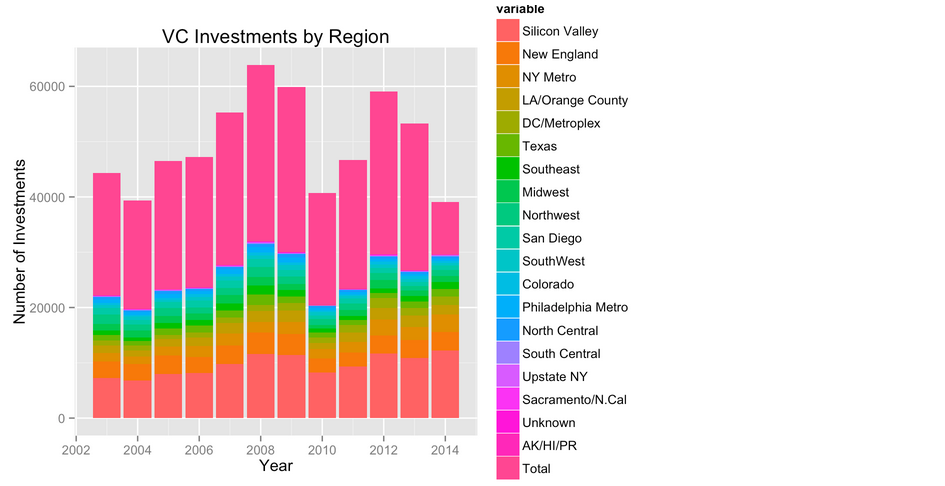 VC Investments by Region
Number of Investments
60000
40000
20000
0
2002 2004 2006 2008 2010 2012 2014
Year
variable
Silicon Valley
New England
NY Metro
LA/Orange County
DC/Metroplex
Texas
Southeast
Midwest
Northwest
San Diego
SouthWest
Colorado
Philadelphia Metro
North Central
South Central
Upstate NY
Sacramento/N.Cal
Unknown
AK/HI/PR
Total